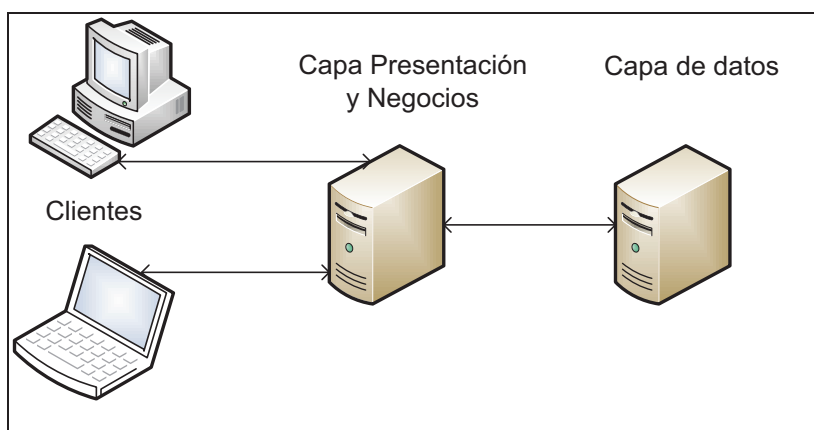 Capa Presentación
y Negocios
Capa de datos
Clientes